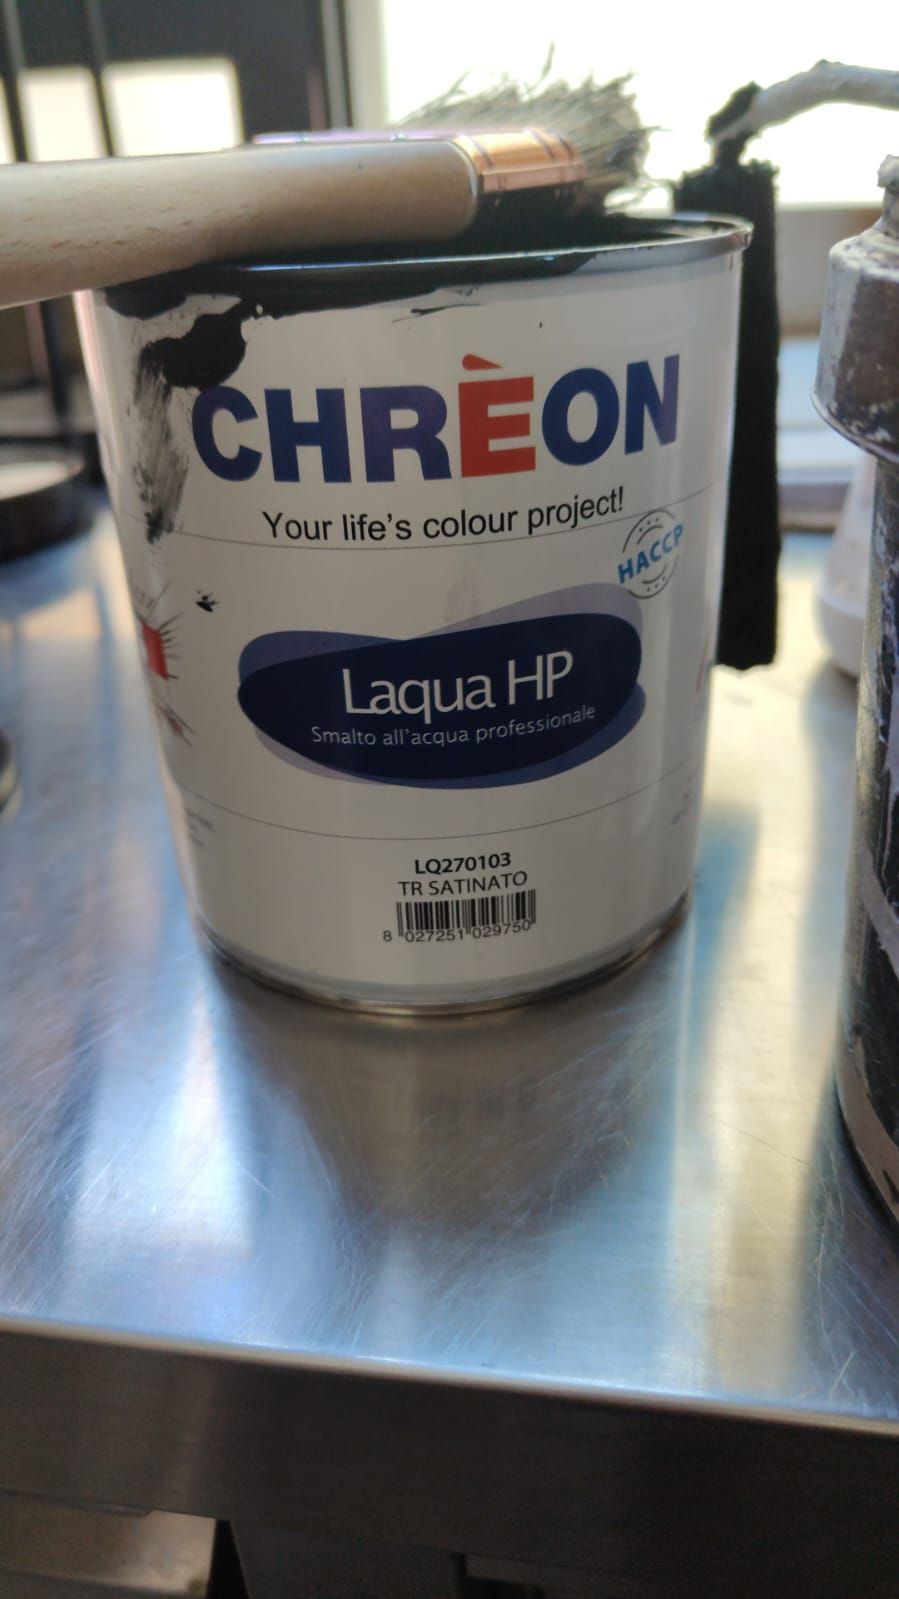 CHRÈON
Your life's colour project!
HACCP
Laqua HP
Smalto all'acqua professionale
LQ270103
TR SATINATO
8 027251 029750